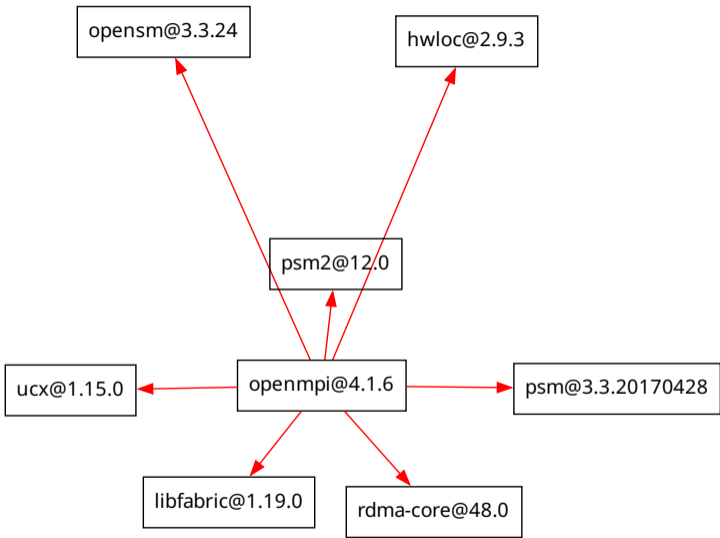 opensm@3.3.24
hwloc@2.9.3
psm2@12.0
ucx@1.15.0
openmpi@4.1.6
psm@3.3.20170428
libfabric@1.19.0
rdma-core@48.0